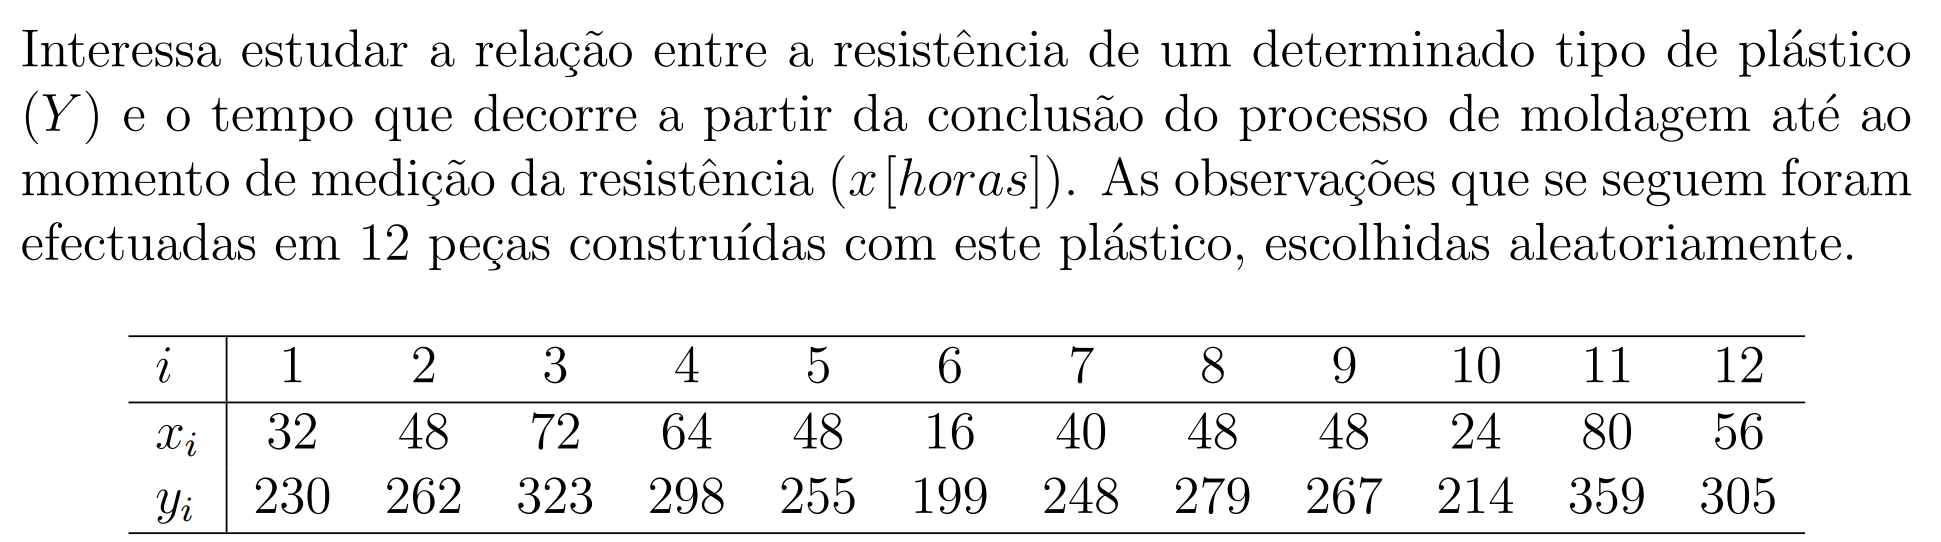 Interessa estudar a relação entre a resistência de um determinado tipo de plástico
(Y) e o tempo que decorre a partir da conclusão do processo de moldagem até ao
momento de medição da resistência (x[horas]). As observações que se seguem foram
efectuadas em 12 peças construídas com este plástico, escolhidas aleatoriamente.
i 1 2 3 4 5 6 7 8 9 10 11 12
x_i 32 48 72 64 48 16 40 48 48 24 80 56
y_i 230 262 323 298 255 199 248 279 267 214 359 305